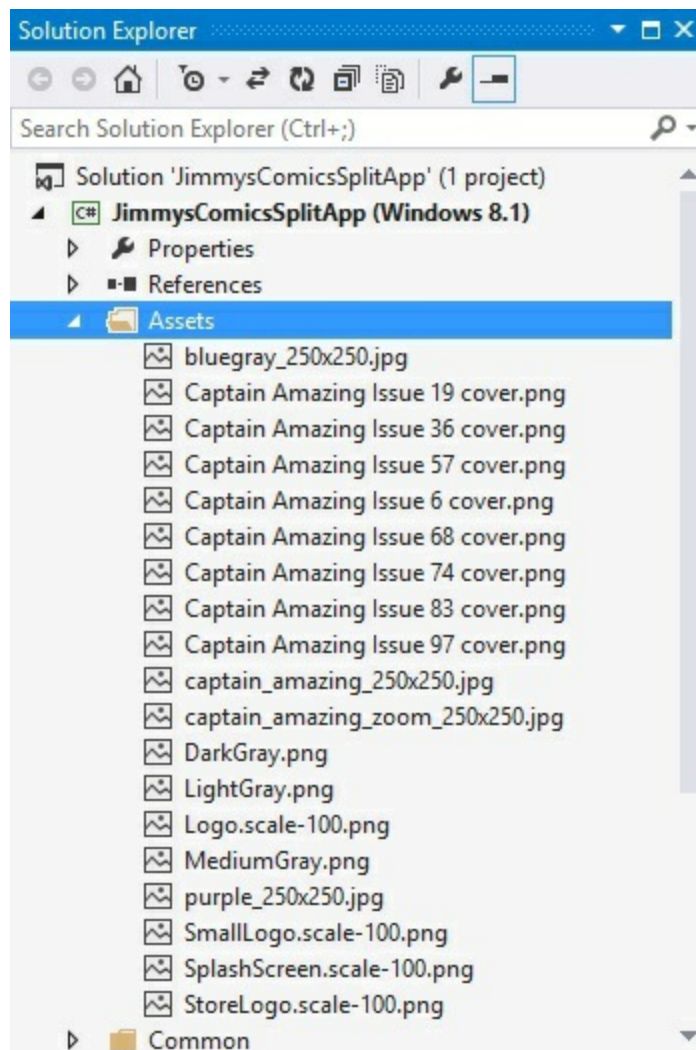 Solution Explorer
Search Solution Explorer (Ctrl+;)
Solution 'JimmysComicsSplitApp' (1 project)
C# JimmysComicsSplitApp (Windows 8.1)
Properties
References
Assets
bluegray_250x250.jpg
Captain Amazing Issue 19 cover.png
Captain Amazing Issue 36 cover.png
Captain Amazing Issue 57 cover.png
Captain Amazing Issue 6 cover.png
Captain Amazing Issue 68 cover.png
Captain Amazing Issue 74 cover.png
Captain Amazing Issue 83 cover.png
Captain Amazing Issue 97 cover.png
captain_amazing_250x250.jpg
captain_amazing_zoom_250x250.jpg
DarkGray.png
LightGray.png
Logo.scale-100.png
MediumGray.png
purple_250x250.jpg
SmallLogo.scale-100.png
SplashScreen.scale-100.png
StoreLogo.scale-100.png
Common